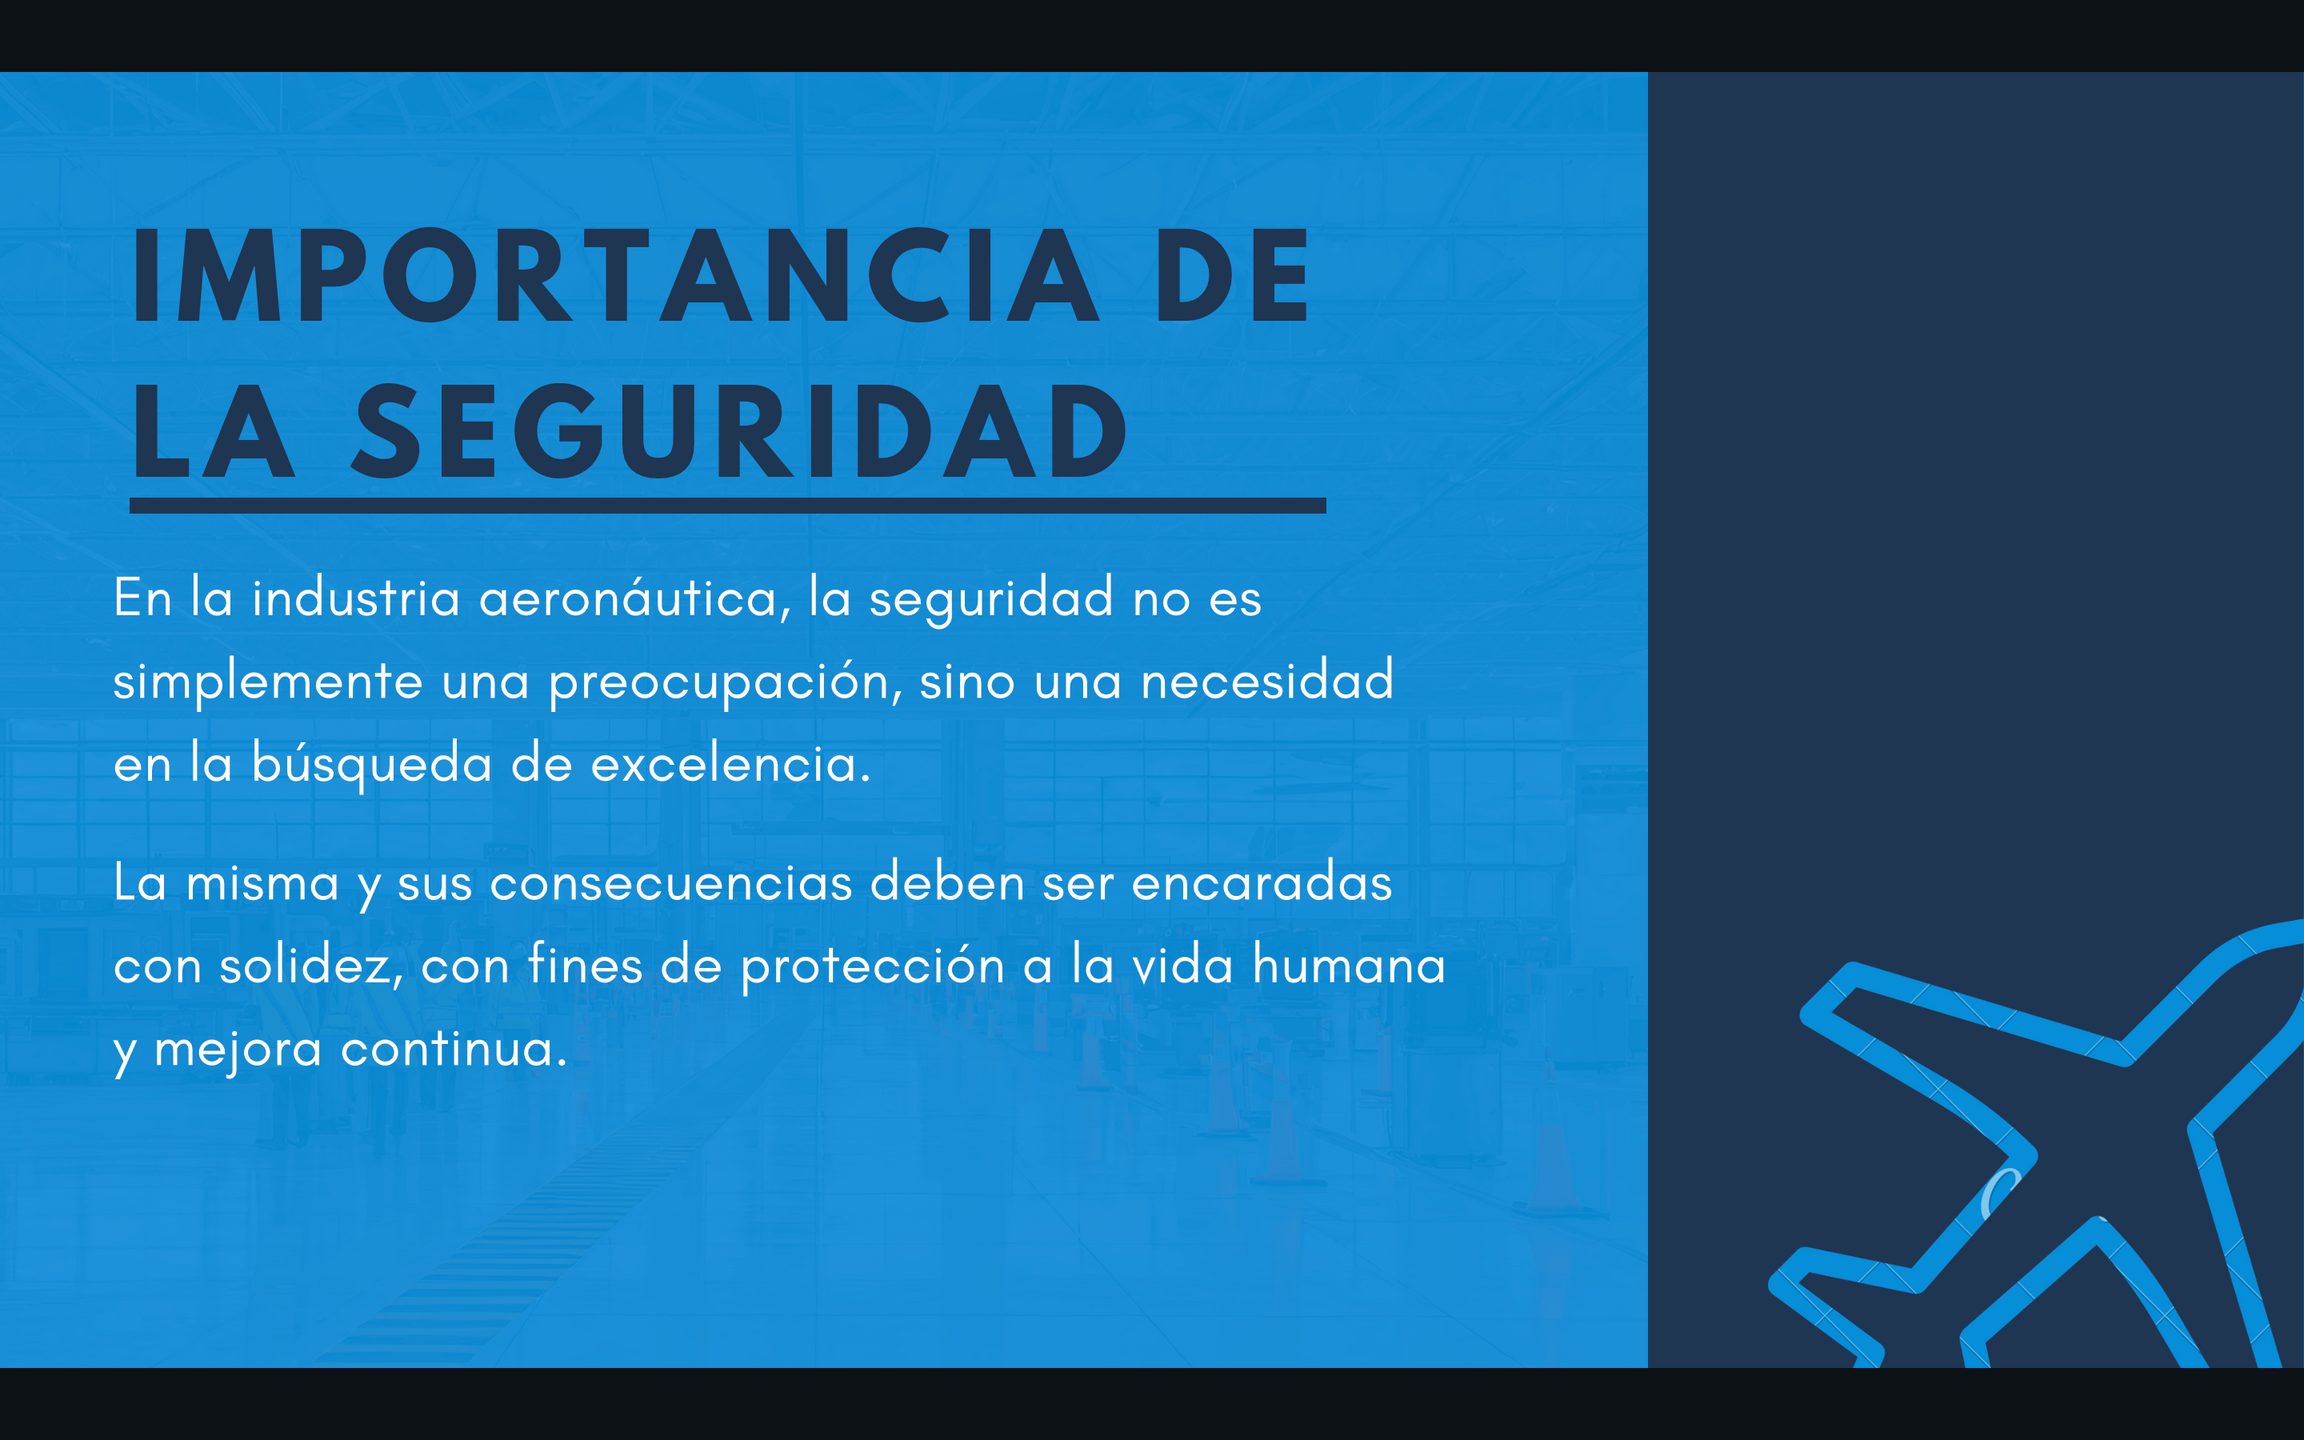 IMPORTANCIA DE
LA SEGURIDAD
En la industria aeronáutica, la seguridad no es
simplemente una preocupación, sino una necesidad
en la búsqueda de excelencia.
La misma y sus consecuencias deben ser encaradas
con solidez, con fines de protección a la vida humana
y mejora continua.